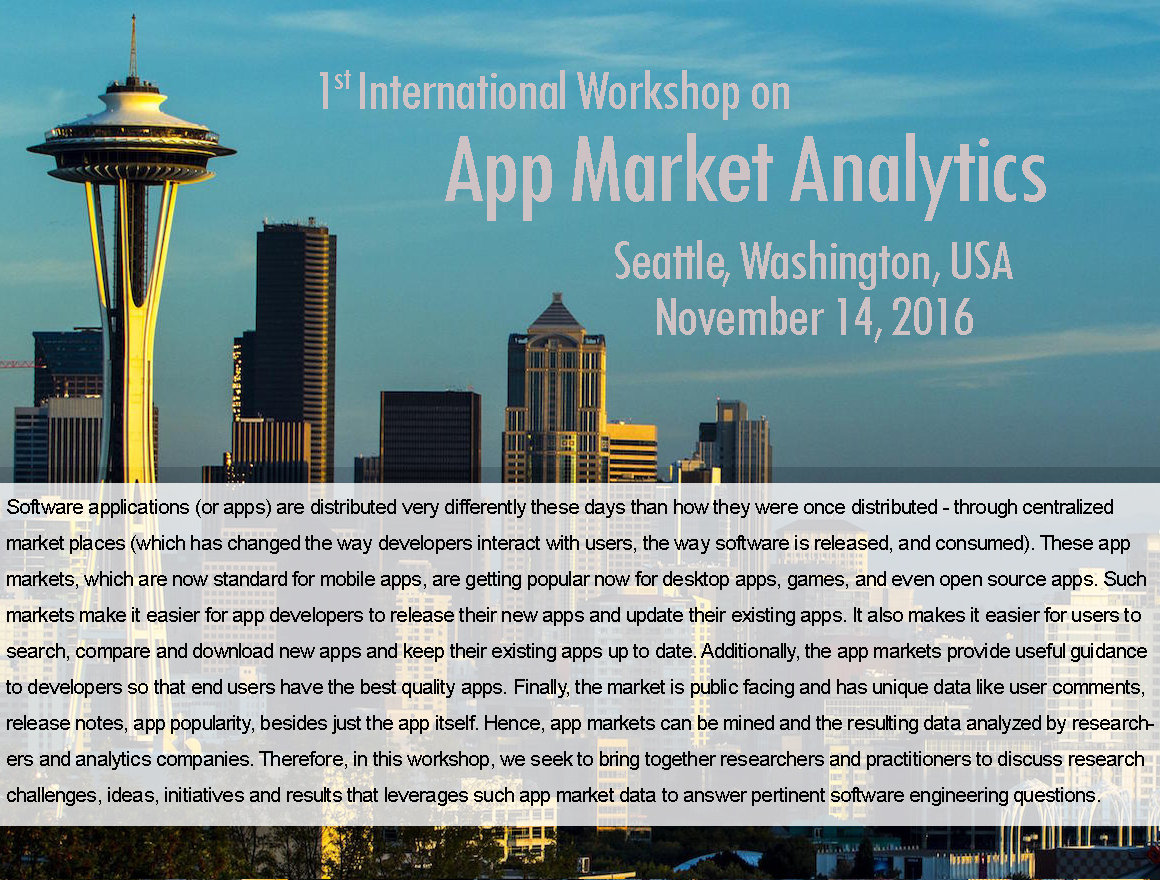 1st International Workshop on
App Market Analytics
Seattle, Washington, USA
November 14, 2016
Software applications (or apps) are distributed very differently these days than how they were once distributed - through centralized
market places (which has changed the way developers interact with users, the way software is released, and consumed). These app
markets, which are now standard for mobile apps, are getting popular now for desktop apps, games, and even open source apps. Such
markets make it easier for app developers to release their new apps and update their existing apps. It also makes it easier for users to
search, compare and download new apps and keep their existing apps up to date. Additionally, the app markets provide useful guidance
to developers so that end users have the best quality apps. Finally, the market is public facing and has unique data like user comments,
release notes, app popularity, besides just the app itself. Hence, app markets can be mined and the resulting data analyzed by research-
ers and analytics companies. Therefore, in this workshop, we seek to bring together researchers and practitioners to discuss research
challenges, ideas, initiatives and results that leverages such app market data to answer pertinent software engineering questions.